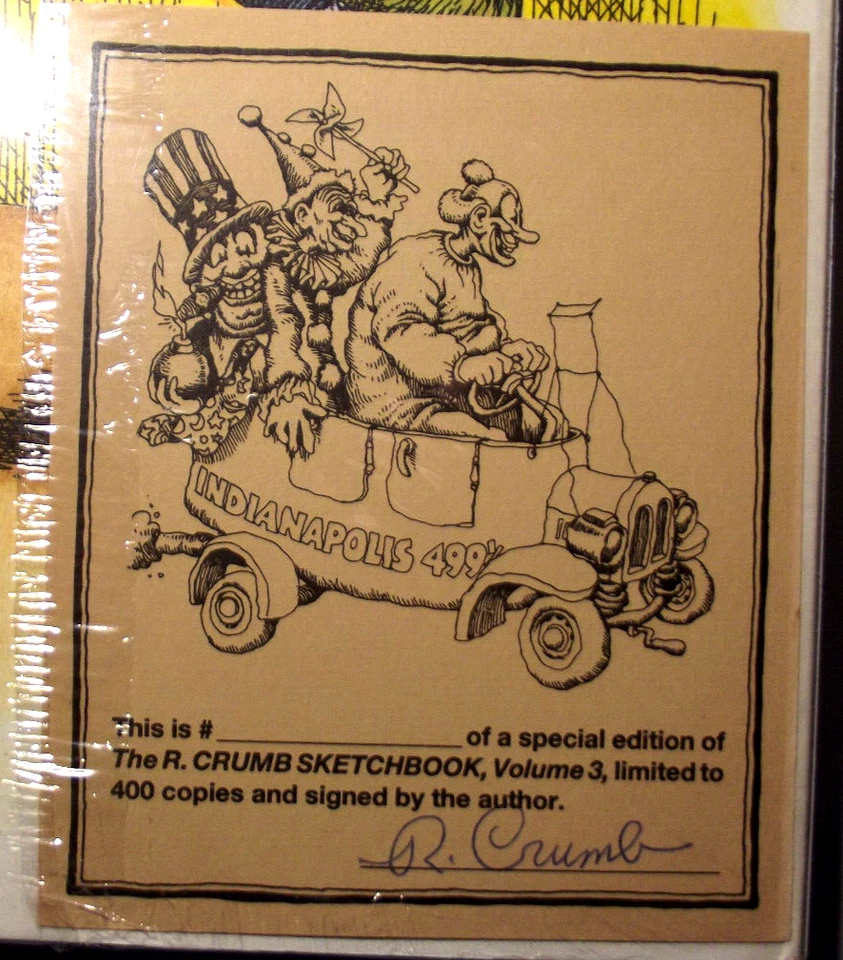 INDIANAPOLIS 499½
This is # ____________________ of a special edition of
The R. CRUMB SKETCHBOOK, Volume 3, limited to
400 copies and signed by the author.
R. Crumb